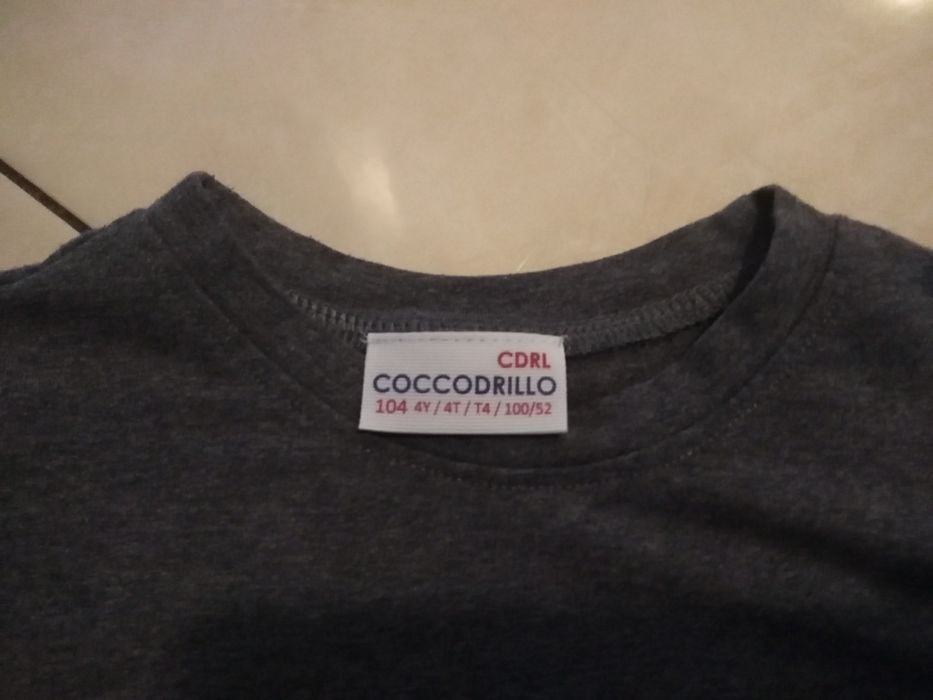 CDRL
COCCODRILLO
104 4Y / 4T / T4 / 100/52